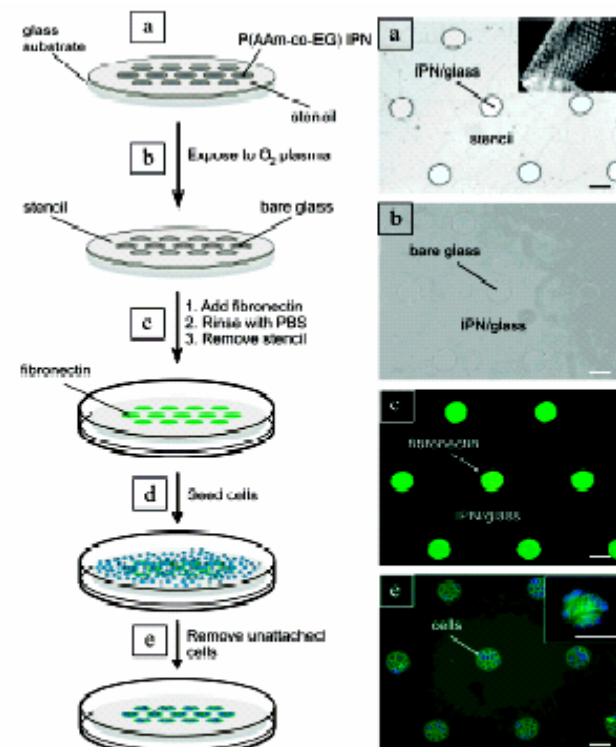 a
glass
substrate
P(AAm-co-EG) IPN
stencil
b
Expose to O2 plasma
stencil
bare glass
c
1. Add fibronectin
2. Rinse with PBS
3. Remove stencil
fibronectin
d
Seed cells
e
Remove unattached
cells
a
IPN/glass
stencil
b
bare glass
IPN/glass
c
fibronectin
IPN/glass
e
cells